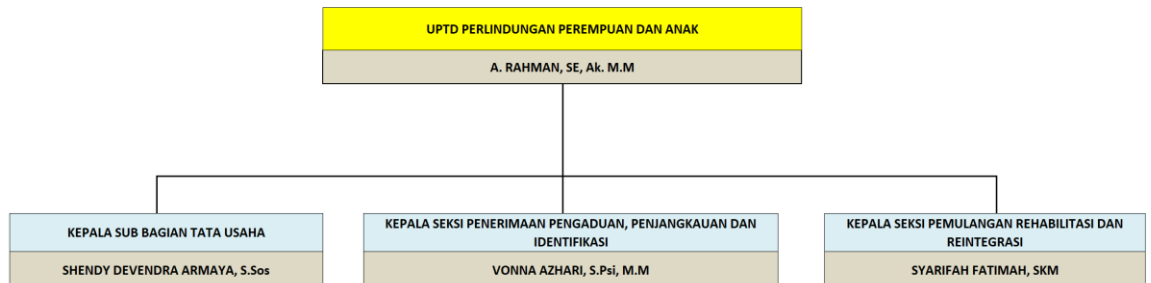 UPTD PERLINDUNGAN PEREMPUAN DAN ANAK
A. RAHMAN, SE, Ak. M.M
KEPALA SUB BAGIAN TATA USAHA
SHENDY DEVENDRA ARMAYA, S.Sos
KEPALA SEKSI PENERIMAAN PENGADUAN, PENJANGKAUAN DAN
IDENTIFIKASI
VONNA AZHARI, S.Psi, M.M
KEPALA SEKSI PEMULANGAN REHABILITASI DAN
REINTEGRASI
SYARIFAH FATIMAH, SKM